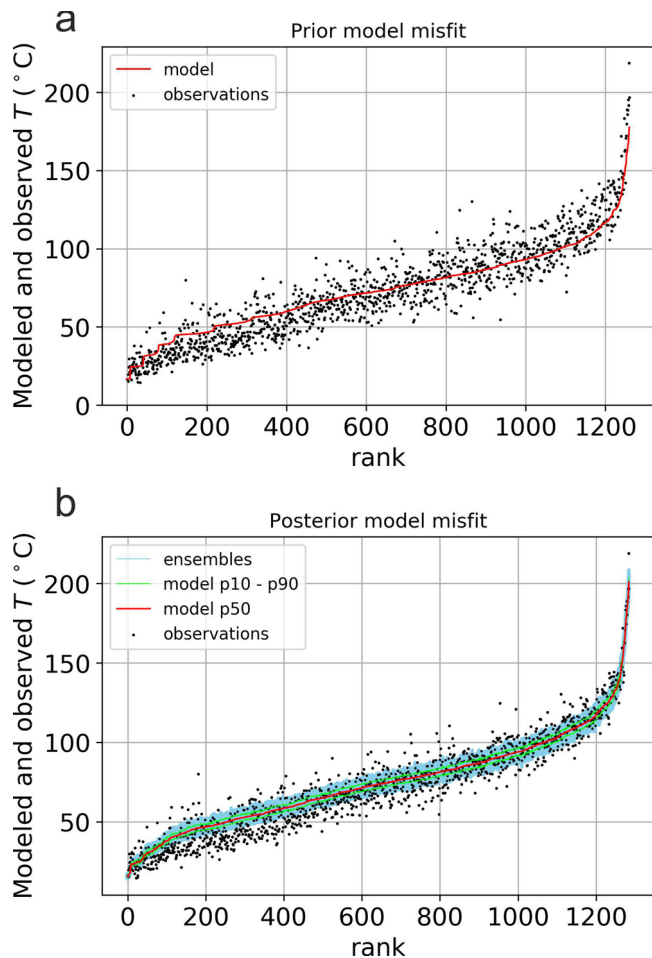 a
Prior model misfit
model
observations
Modeled and observed T (°C)
200
150
100
50
0
0 200 400 600 800 1000 1200
rank
b
Posterior model misfit
ensembles
model p10 - p90
model p50
observations
Modeled and observed T (°C)
200
150
100
50
0 200 400 600 800 1000 1200
rank